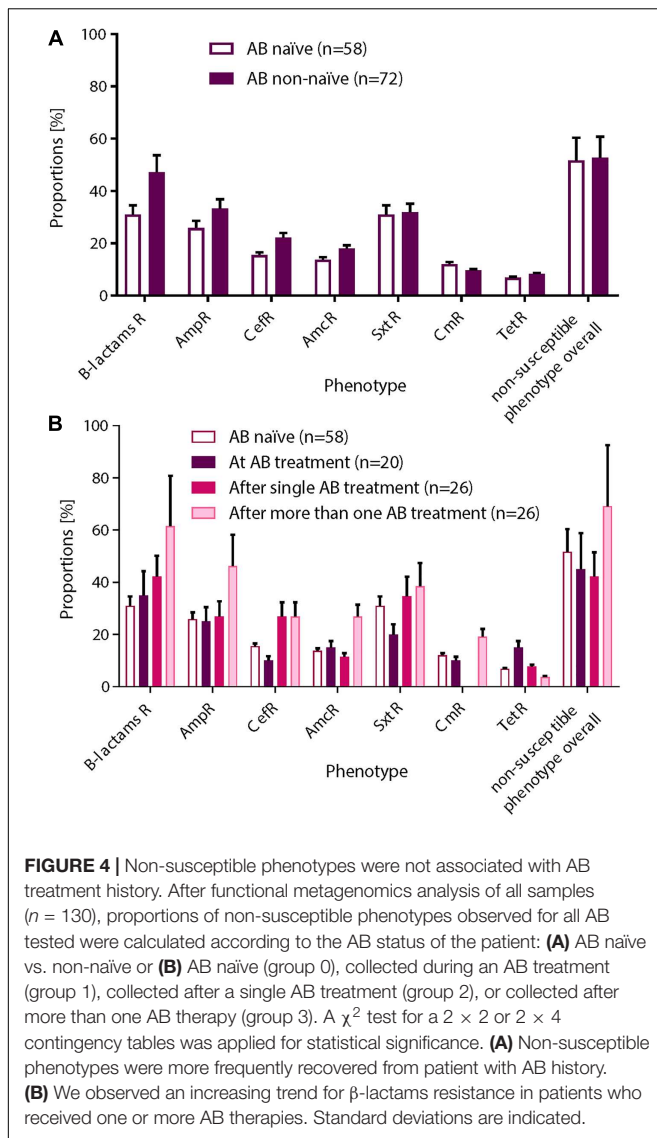 A
100
80
60
40
20
0
Proportions [%]
AB naïve (n=58)
AB non-naïve (n=72)
B-lactams R
AmpR
CefR
AmcR
SxtR
CmR
TetR
non-susceptible
phenotype overall
Phenotype
B
100
80
60
40
20
0
Proportions [%]
AB naïve (n=58)
At AB treatment (n=20)
After single AB treatment (n=26)
After more than one AB treatment (n=26)
B-lactams R
AmpR
CefR
AmcR
SxtR
CmR
TetR
non-susceptible
phenotype overall
Phenotype
FIGURE 4 | Non-susceptible phenotypes were not associated with AB
treatment history. After functional metagenomics analysis of all samples
(n = 130), proportions of non-susceptible phenotypes observed for all AB
tested were calculated according to the AB status of the patient: (A) AB naïve
vs. non-naïve or (B) AB naïve (group 0), collected during an AB treatment
(group 1), collected after a single AB treatment (group 2), or collected after
more than one AB therapy (group 3). A χ² test for a 2 × 2 or 2 × 4
contingency tables was applied for statistical significance. (A) Non-susceptible
phenotypes were more frequently recovered from patient with AB history.
(B) We observed an increasing trend for β-lactams resistance in patients who
received one or more AB therapies. Standard deviations are indicated.